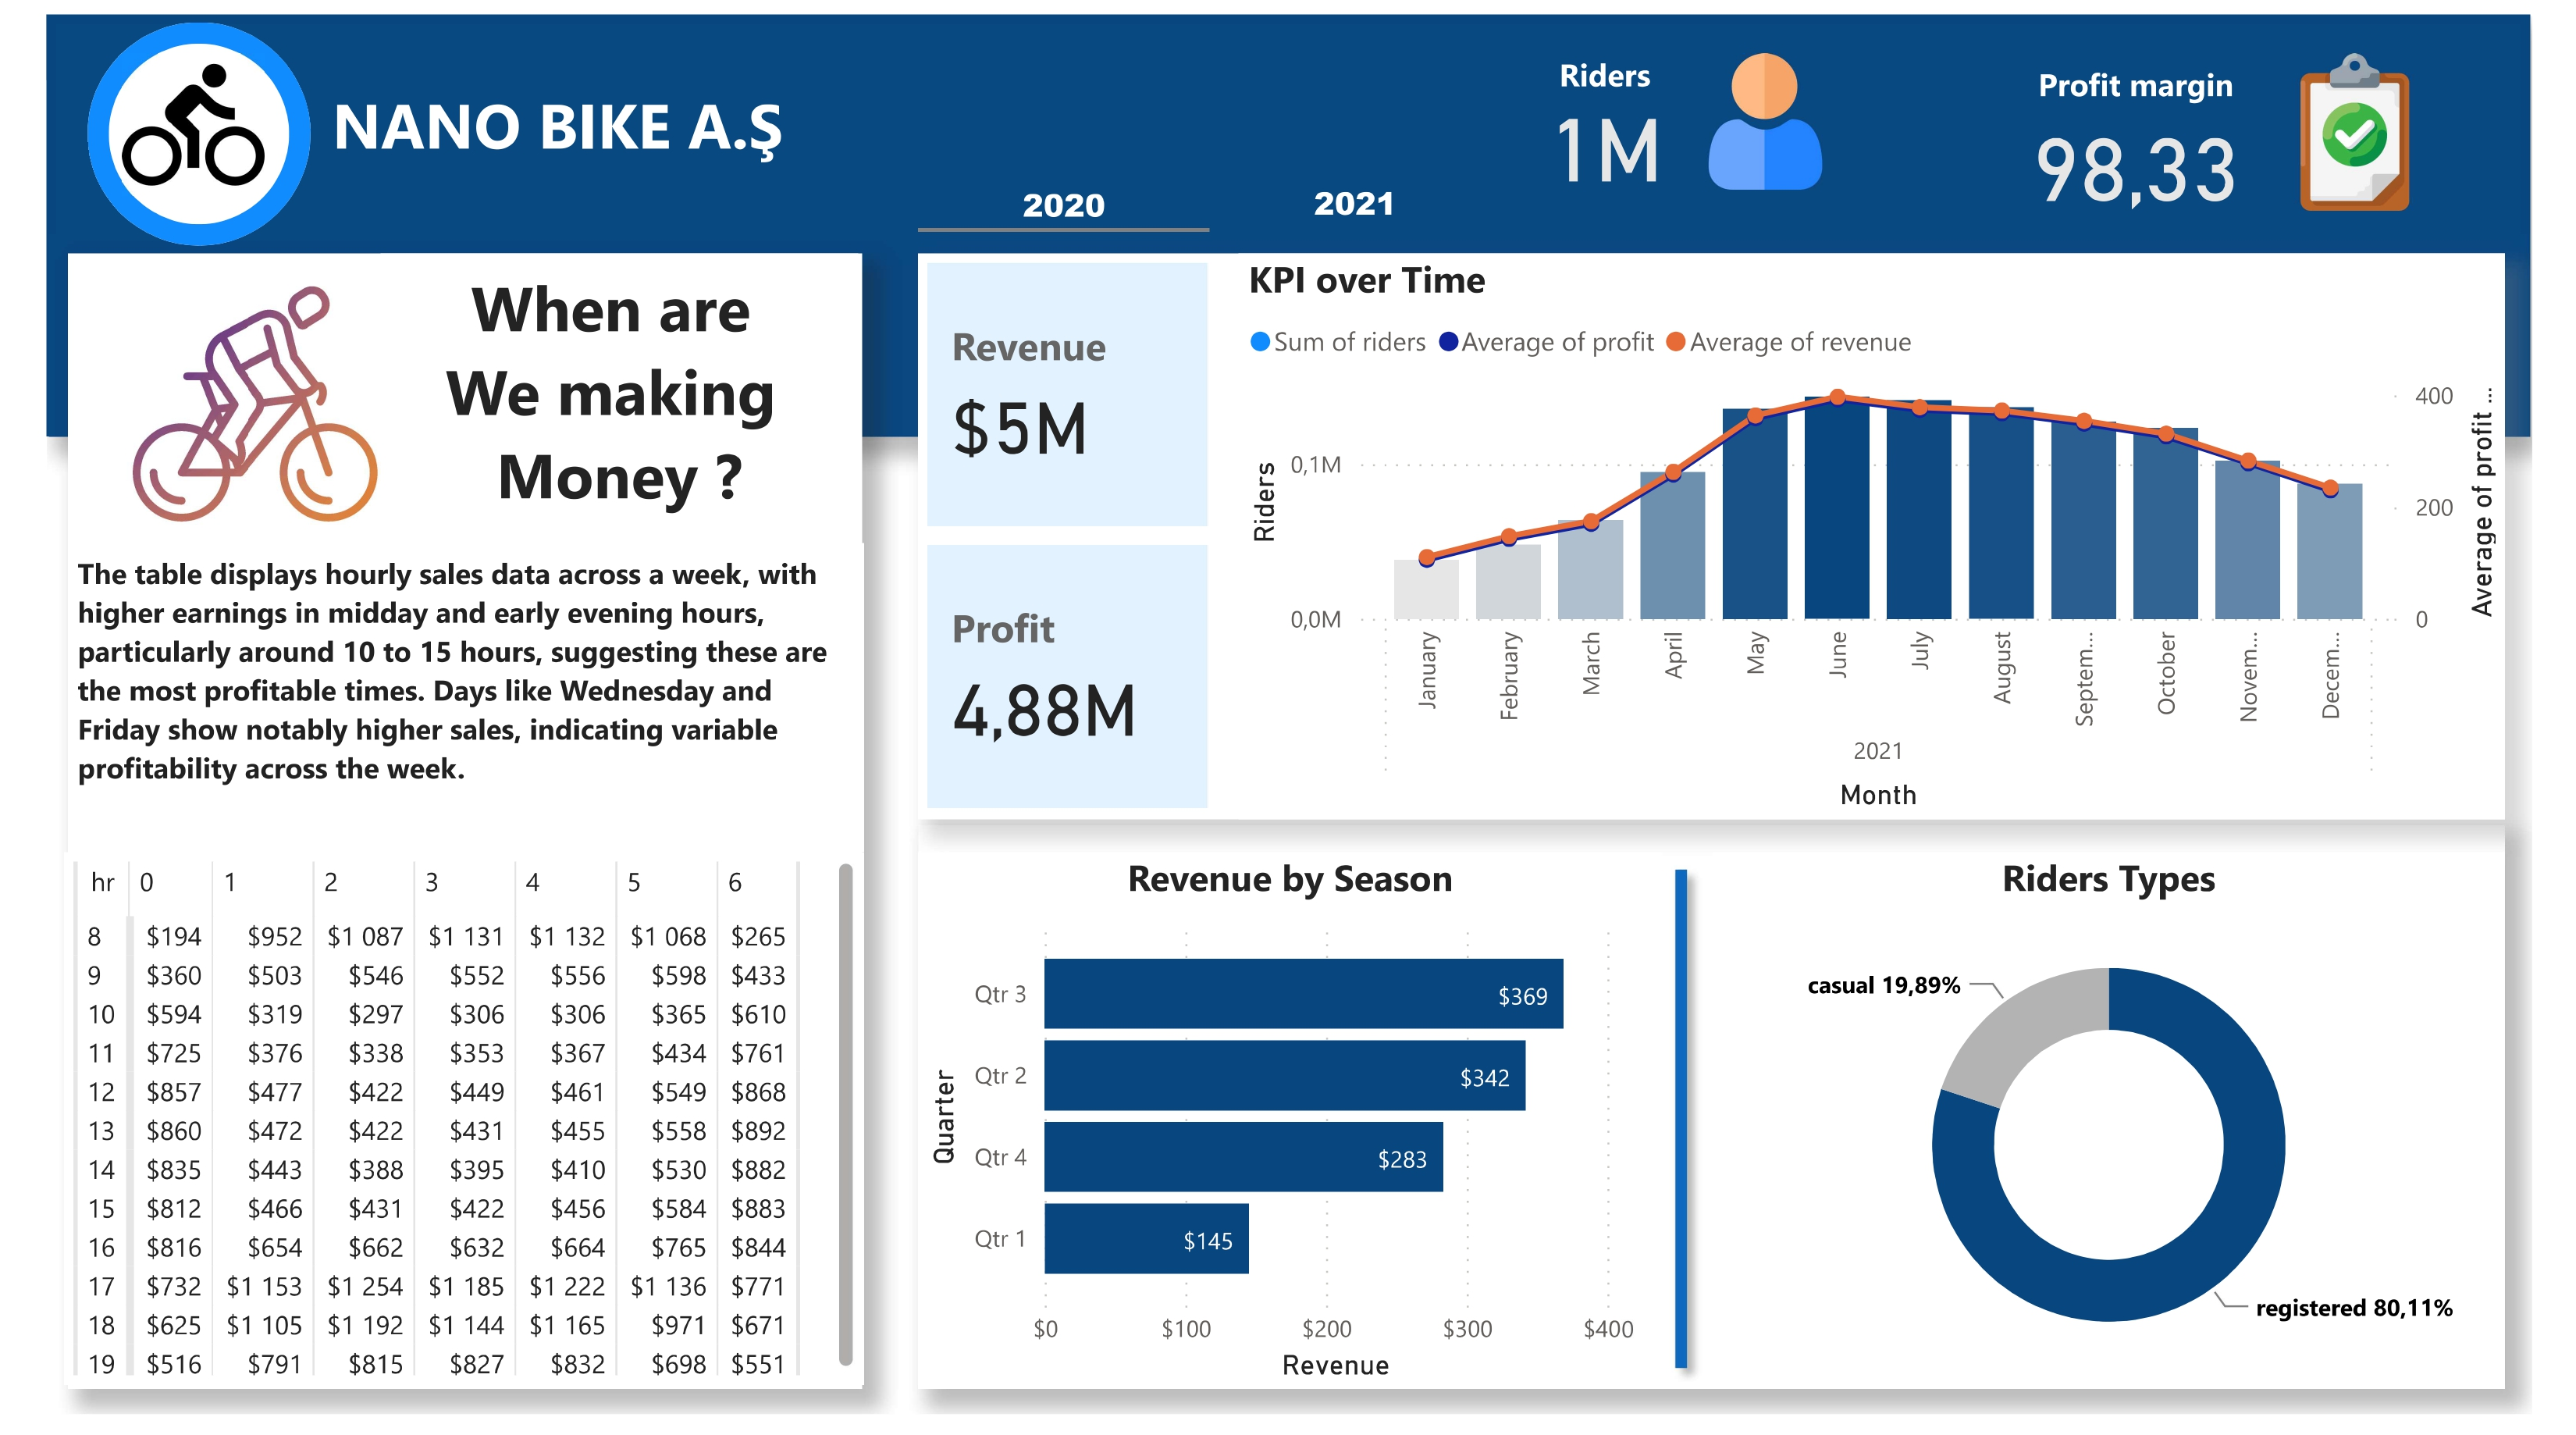 NANO BIKE A.Ş
Riders
1M
Profit margin
98,33
2020 2021
When are
We making
Money ?
The table displays hourly sales data across a week, with
higher earnings in midday and early evening hours,
particularly around 10 to 15 hours, suggesting these are
the most profitable times. Days like Wednesday and
Friday show notably higher sales, indicating variable
profitability across the week.
hr 0 1 2 3 4 5 6
8 $194 $952 $1 087 $1 131 $1 132 $1 068 $265
9 $360 $503 $546 $552 $556 $598 $433
10 $594 $319 $297 $306 $306 $365 $610
11 $725 $376 $338 $353 $367 $434 $761
12 $857 $477 $422 $449 $461 $549 $868
13 $860 $472 $422 $431 $455 $558 $892
14 $835 $443 $388 $395 $410 $530 $882
15 $812 $466 $431 $422 $456 $584 $883
16 $816 $654 $662 $632 $664 $765 $844
17 $732 $1 153 $1 254 $1 185 $1 222 $1 136 $771
18 $625 $1 105 $1 192 $1 144 $1 165 $971 $671
19 $516 $791 $815 $827 $832 $698 $551
Revenue
$5M
Profit
4,88M
KPI over Time
Sum of riders Average of profit Average of revenue
Riders
0,1M
0,0M
400
200
0
Average of profit ...
January February March April May June July August Septem... October Novem... Decem...
2021
Month
Revenue by Season
Quarter
Qtr 3 $369
Qtr 2 $342
Qtr 4 $283
Qtr 1 $145
$0 $100 $200 $300 $400
Revenue
Riders Types
casual 19,89%
registered 80,11%